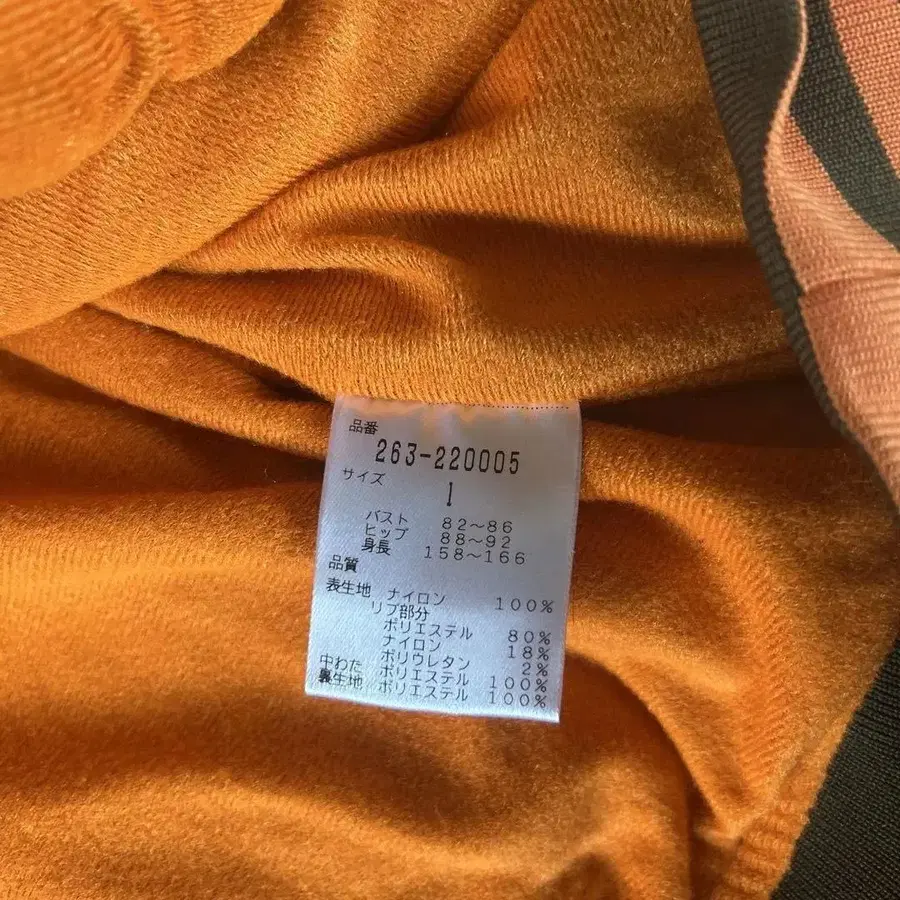 品番
263-220005
サイズ
1
バスト 82～86
ヒップ 88～92
身長 158～166
品質
表生地 ナイロン 100%
リブ部分
ポリエステル 80%
ナイロン 18%
ポリウレタン 2%
中わた ポリエステル 100%
裏生地 ポリエステル 100%